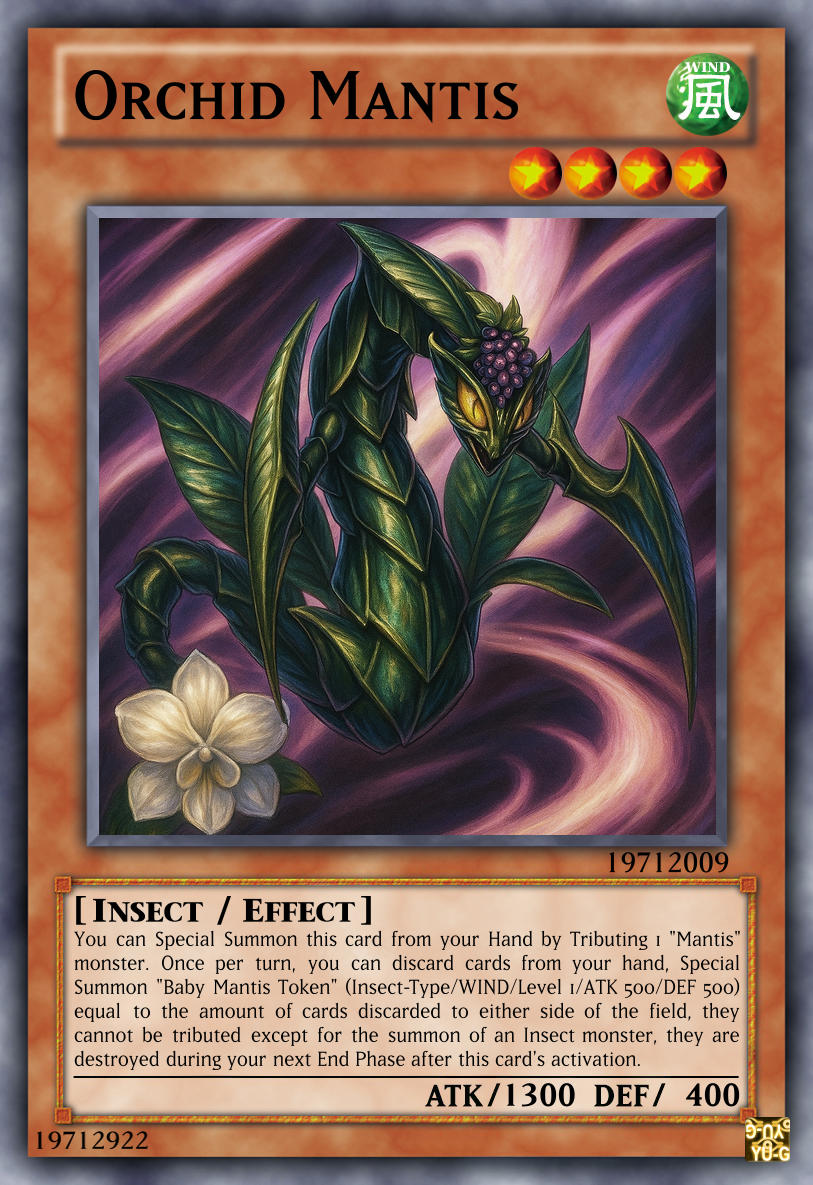 Orchid Mantis
WIND
風
19712009
[ Insect / Effect ]
You can Special Summon this card from your Hand by Tributing 1 "Mantis"
monster. Once per turn, you can discard cards from your hand, Special
Summon "Baby Mantis Token" (Insect-Type/WIND/Level 1/ATK 500/DEF 500)
equal to the amount of cards discarded to either side of the field, they
cannot be tributed except for the summon of an Insect monster, they are
destroyed during your next End Phase after this card's activation.
ATK/1300 DEF/ 400
19712922
YU-G